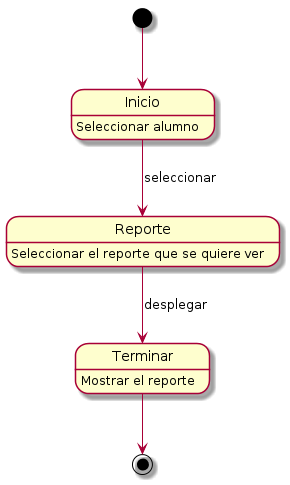 Inicio
Seleccionar alumno
seleccionar
Reporte
Seleccionar el reporte que se quiere ver
desplegar
Terminar
Mostrar el reporte